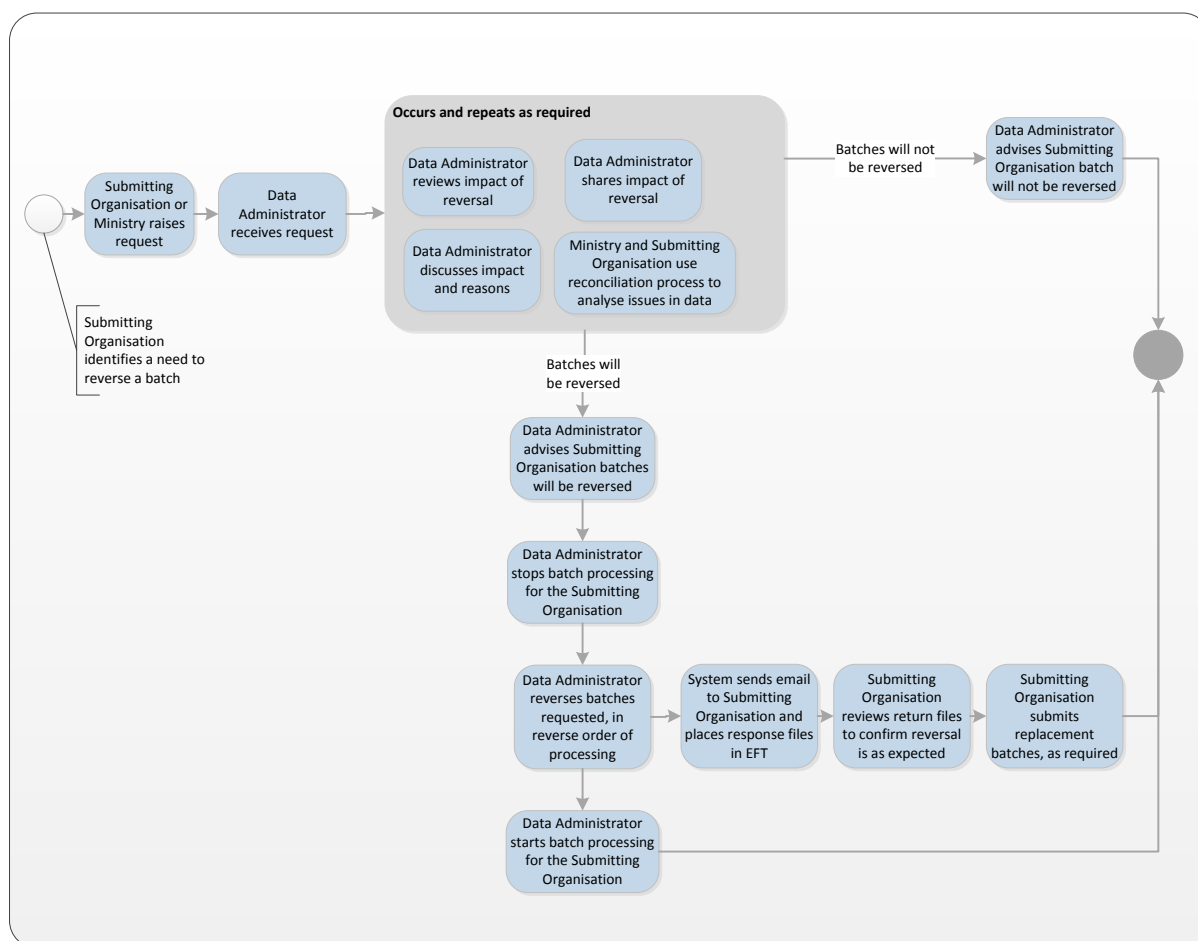 Occurs and repeats as required
Data Administrator
reviews impact of
reversal
Data Administrator
shares impact of
reversal
Data Administrator
discusses impact
and reasons
Ministry and Submitting
Organisation use
reconciliation process to
analyse issues in data
Submitting
Organisation or
Ministry raises
request
Data
Administrator
receives request
Submitting
Organisation
identifies a need to
reverse a batch
Batches will not
be reversed
Data Administrator
advises Submitting
Organisation batch
will not be reversed
Batches will
be reversed
Data Administrator
advises Submitting
Organisation batches
will be reversed
Data Administrator
stops batch processing
for the Submitting
Organisation
Data Administrator
reverses batches
requested, in
reverse order of
processing
System sends email
to Submitting
Organisation and
places response files
in EFT
Submitting
Organisation
reviews return files
to confirm reversal
is as expected
Submitting
Organisation
submits
replacement
batches, as required
Data Administrator
starts batch processing
for the Submitting
Organisation